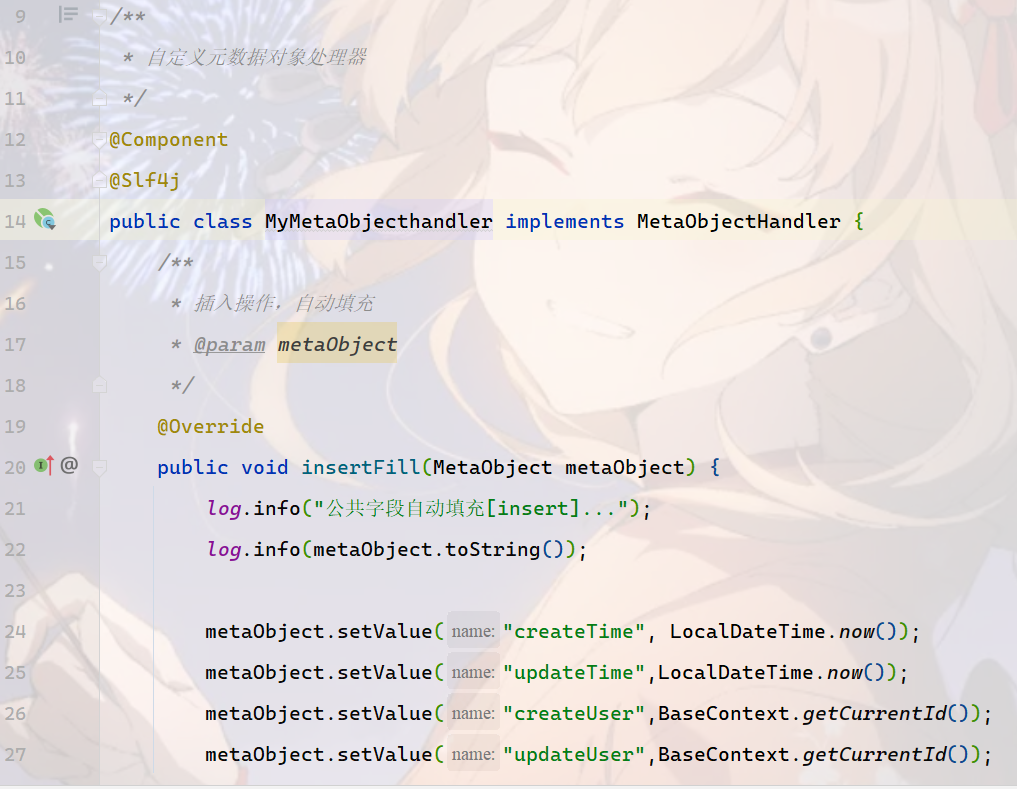 9 /**
10 * 自定义元数据对象处理器
11 */
12 @Component
13 @Slf4j
14 public class MyMetaObjecthandler implements MetaObjectHandler {
15 /**
16 * 插入操作，自动填充
17 * @param metaObject
18 */
19 @Override
20 @ public void insertFill(MetaObject metaObject) {
21 log.info("公共字段自动填充[insert]...");
22 log.info(metaObject.toString());
23
24 metaObject.setValue( name: "createTime", LocalDateTime.now());
25 metaObject.setValue( name: "updateTime",LocalDateTime.now());
26 metaObject.setValue( name: "createUser",BaseContext.getCurrentId());
27 metaObject.setValue( name: "updateUser",BaseContext.getCurrentId());